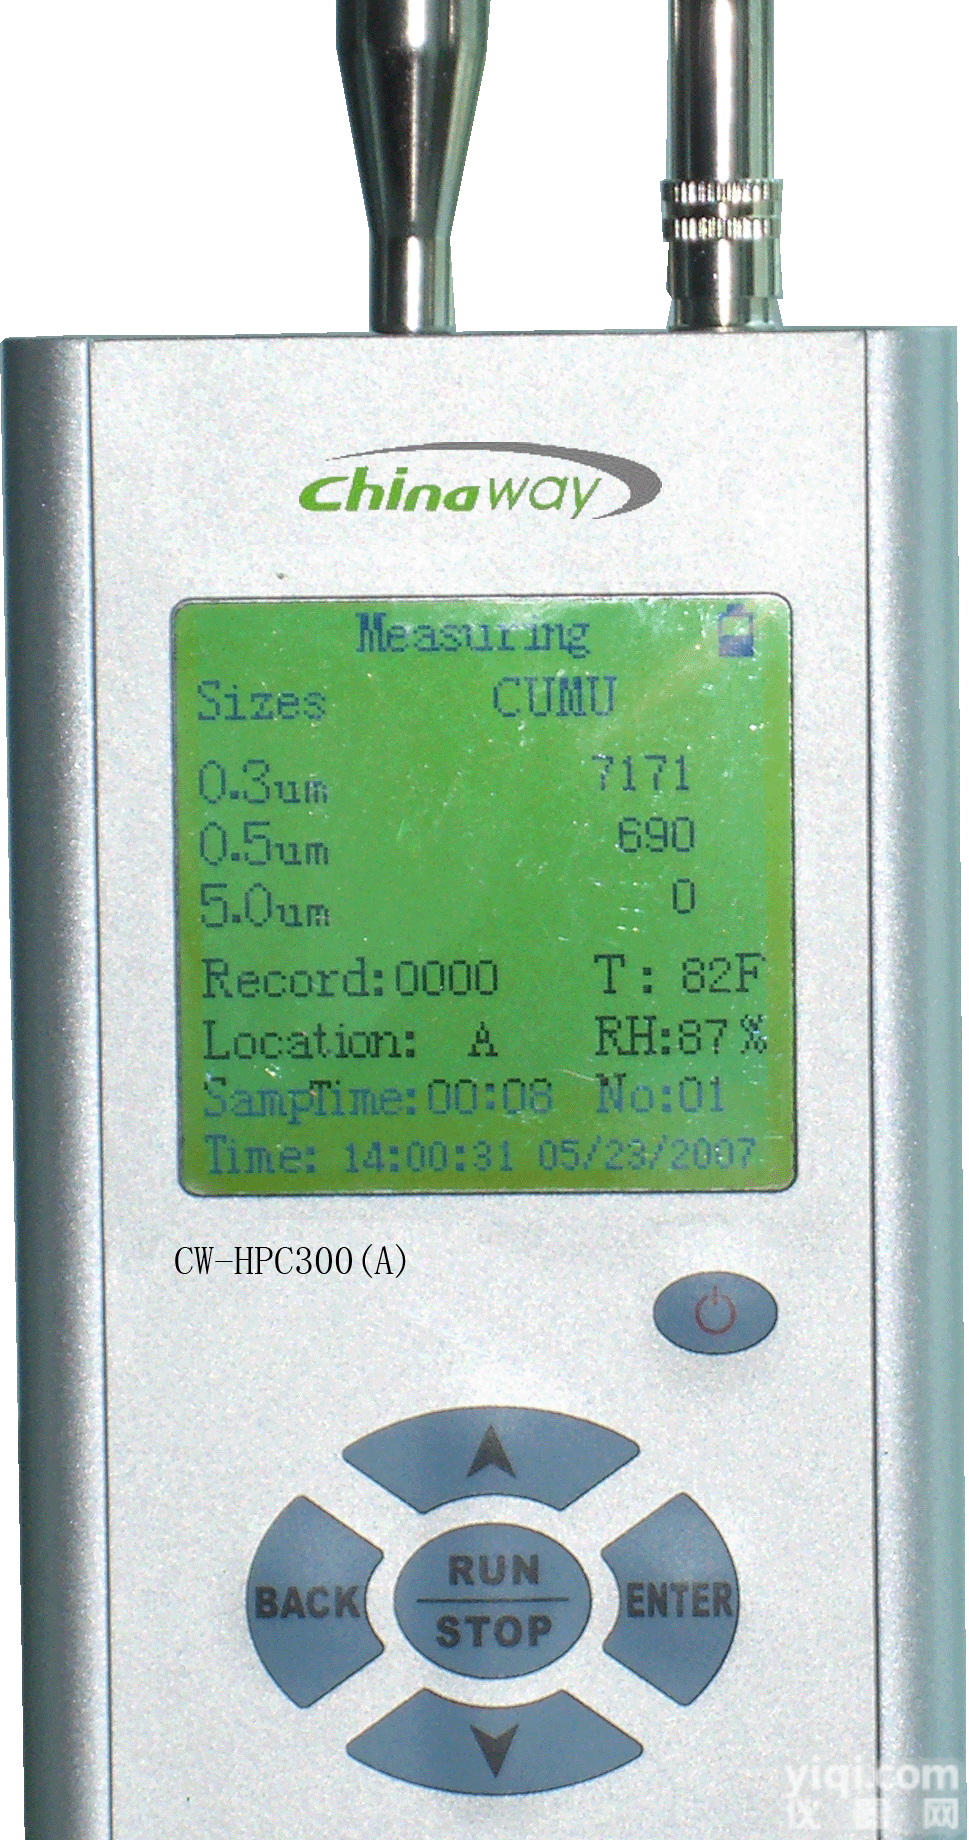 chinaway
Measuring
Sizes CUMU
0.3um 7171
0.5um 690
5.0um 0
Record:0000 T: 82F
Location: A RH:87%
SampTime:00:08 No:01
Time: 14:00:31 05/23/2007
CW-HPC300(A)
BACK
RUN
STOP
ENTER
yiqi.com
仪器网